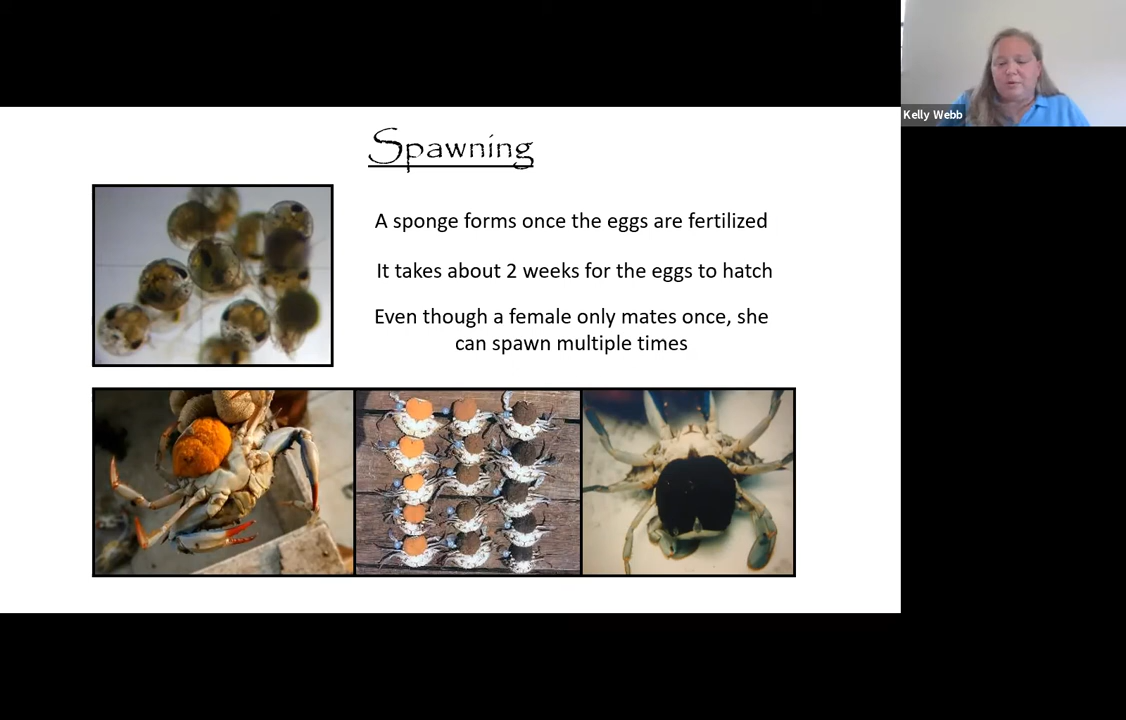 Kelly Webb
Spawning
A sponge forms once the eggs are fertilized
It takes about 2 weeks for the eggs to hatch
Even though a female only mates once, she
can spawn multiple times